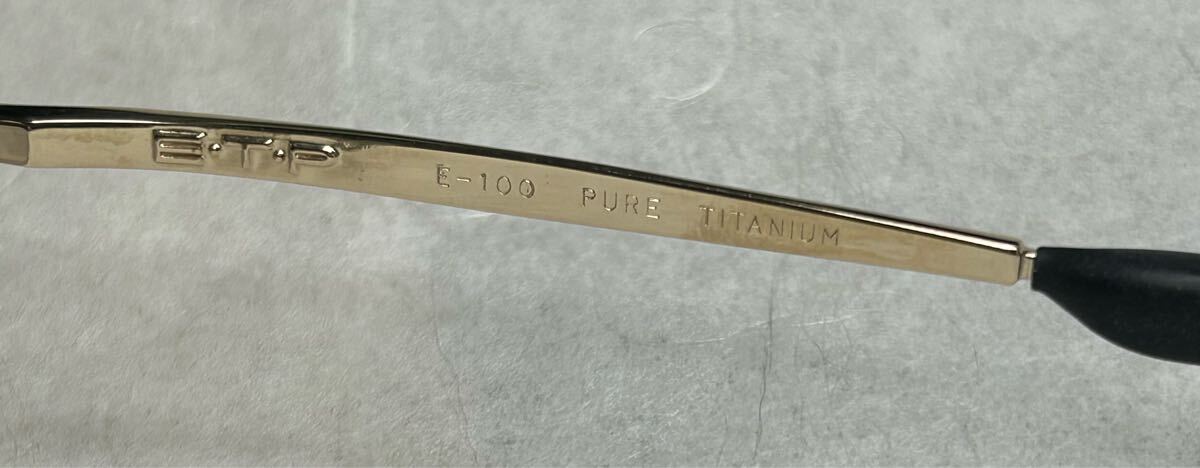 E·T·P E-100 PURE TITANIUM